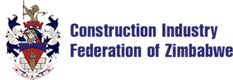 Construction Industry
Federation of Zimbabwe